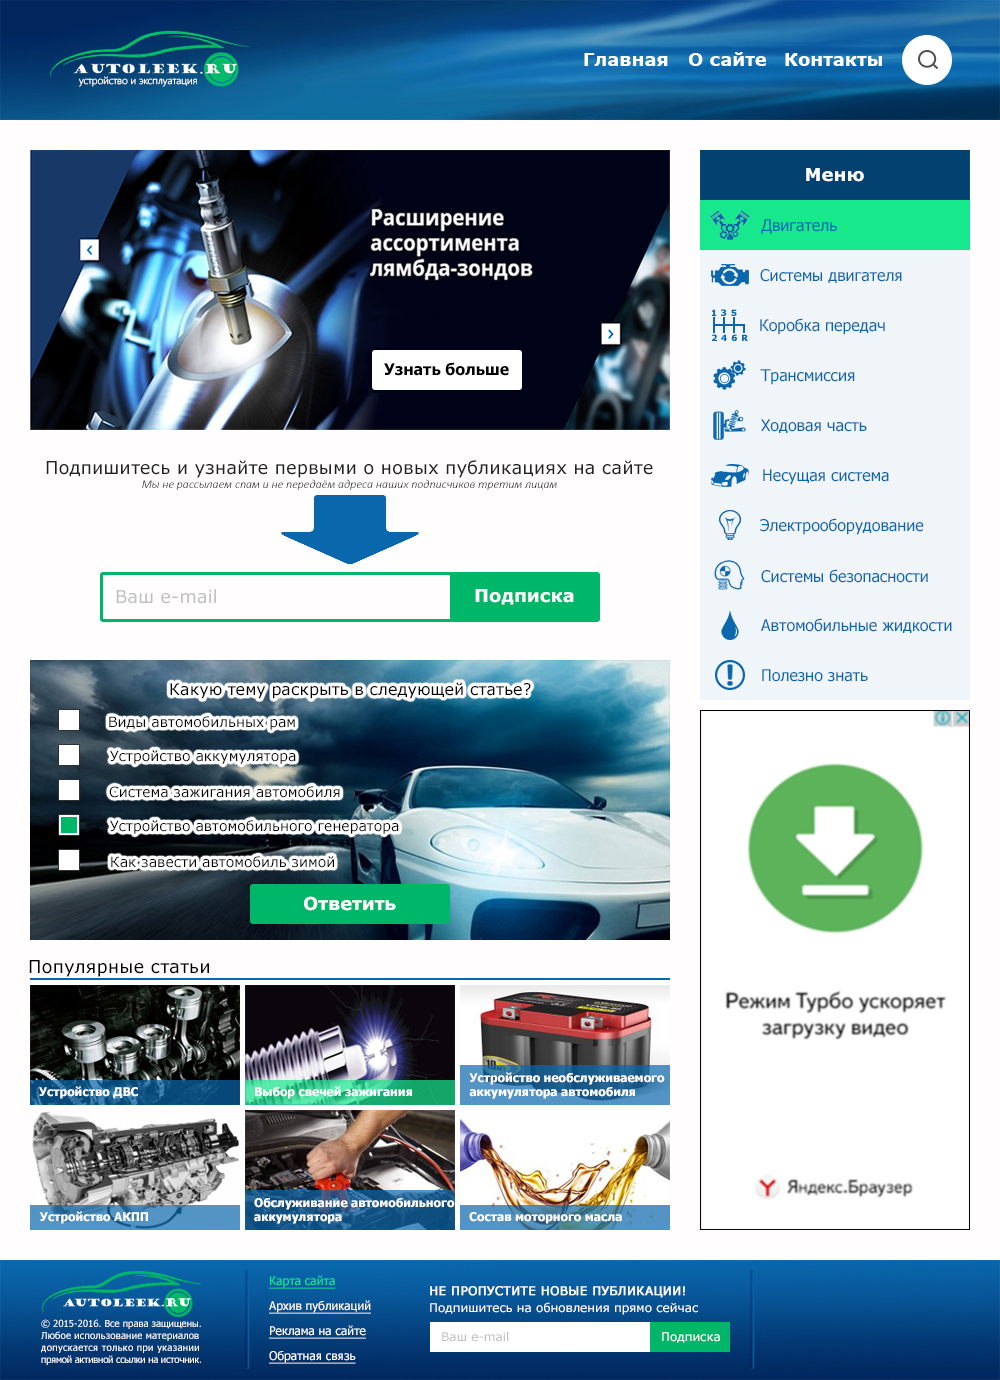 AUTOLEEK.RU
устройство и эксплуатация
Главная О сайте Контакты
Расширение
ассортимента
лямбда-зондов
Узнать больше
Меню
Двигатель
Системы двигателя
1 3 5
2 4 6 R
Коробка передач
Трансмиссия
Ходовая часть
Несущая система
Электрооборудование
Системы безопасности
Автомобильные жидкости
Полезно знать
Подпишитесь и узнайте первыми о новых публикациях на сайте
Мы не рассылаем спам и не передаём адреса наших подписчиков третим лицам
Ваш e-mail
Подписка
Какую тему раскрыть в следующей статье?
Виды автомобильных рам
Устройство аккумулятора
Система зажигания автомобиля
Устройство автомобильного генератора
Как завести автомобиль зимой
Ответить
Режим Турбо ускоряет
загрузку видео
Яндекс.Браузер
Популярные статьи
Устройство ДВС
Выбор свечей зажигания
Устройство необслуживаемого
аккумулятора автомобиля
Устройство АКПП
Обслуживание автомобильного
аккумулятора
Состав моторного масла
AUTOLEEK.RU
© 2015-2016. Все права защищены.
Любое использование материалов
допускается только при указании
прямой активной ссылки на источник.
Карта сайта
Архив публикаций
Реклама на сайте
Обратная связь
НЕ ПРОПУСТИТЕ НОВЫЕ ПУБЛИКАЦИИ!
Подпишитесь на обновления прямо сейчас
Ваш e-mail
Подписка